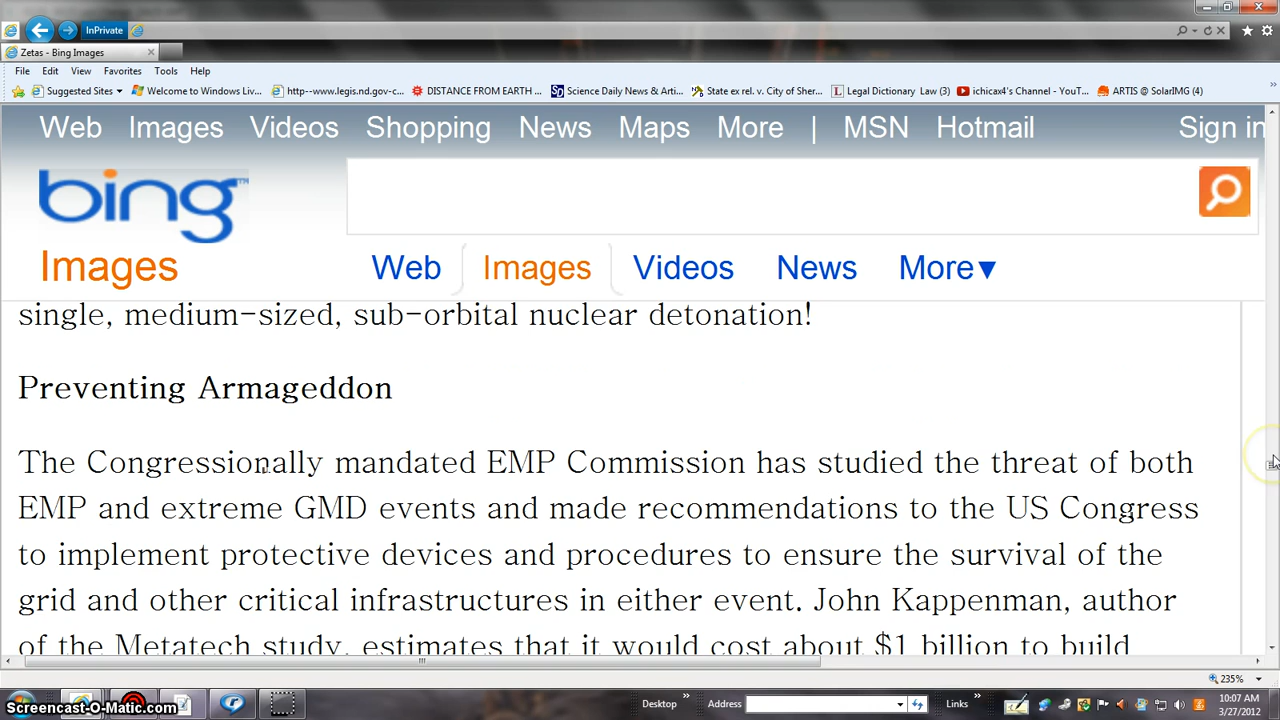 InPrivate
Zetas - Bing Images
File Edit View Favorites Tools Help
Suggested Sites Welcome to Windows Liv... http--www.legis.nd.gov-c... DISTANCE FROM EARTH ... Science Daily News & Arti... State ex rel. v. City of Sher... Legal Dictionary Law (3) ichicax4's Channel - YouT... ARTIS @ SolarIMG (4)
Web Images Videos Shopping News Maps More | MSN Hotmail Sign in
bing™
Images Web Images Videos News More▼
single, medium-sized, sub-orbital nuclear detonation!
Preventing Armageddon
The Congressionally mandated EMP Commission has studied the threat of both
EMP and extreme GMD events and made recommendations to the US Congress
to implement protective devices and procedures to ensure the survival of the
grid and other critical infrastructures in either event. John Kappenman, author
of the Metatech study, estimates that it would cost about $1 billion to build
235%
Screencast-O-Matic.com Desktop » Address Links » 10:07 AM
3/27/2012